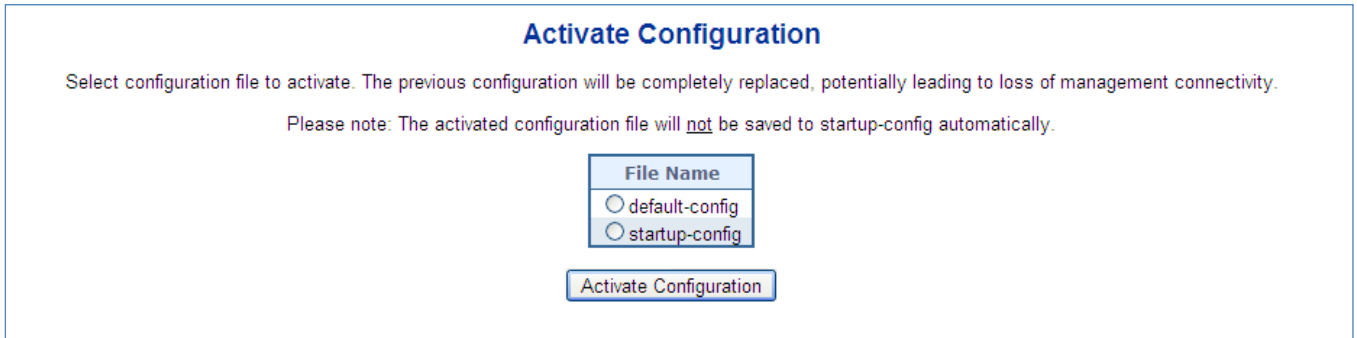 Activate Configuration
Select configuration file to activate. The previous configuration will be completely replaced, potentially leading to loss of management connectivity.
Please note: The activated configuration file will not be saved to startup-config automatically.
File Name
default-config
startup-config
Activate Configuration